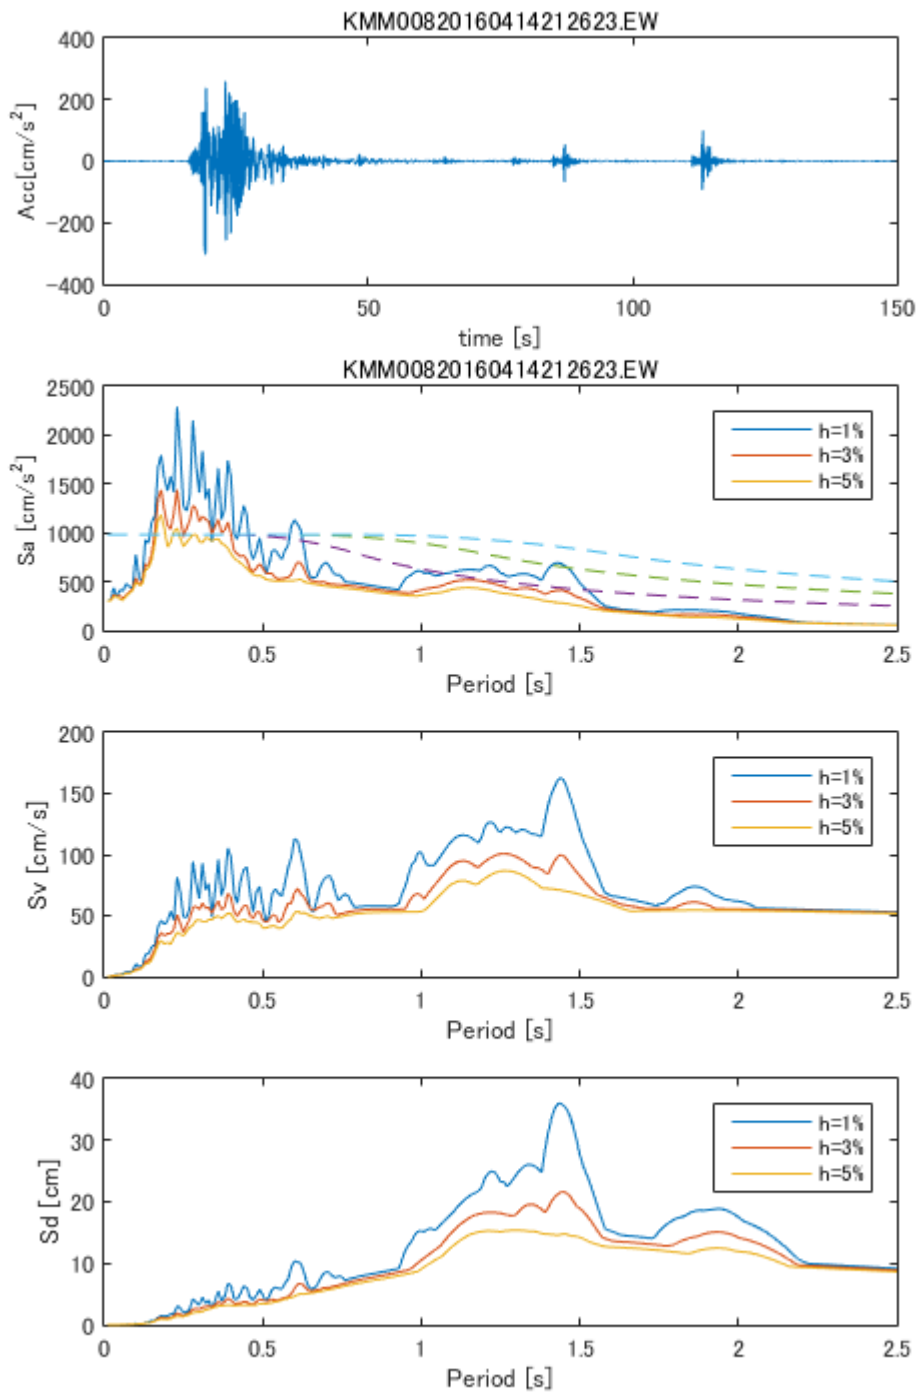 KMM00820160414212623.EW
Acc[cm/s²]
400
200
0
-200
-400
0 50 100 150
time [s]
KMM00820160414212623.EW
Sa [cm/s²]
2500
2000
1500
1000
500
0
h=1%
h=3%
h=5%
0 0.5 1 1.5 2 2.5
Period [s]
Sv [cm/s]
200
150
100
50
0
h=1%
h=3%
h=5%
0 0.5 1 1.5 2 2.5
Period [s]
Sd [cm]
40
30
20
10
0
h=1%
h=3%
h=5%
0 0.5 1 1.5 2 2.5
Period [s]